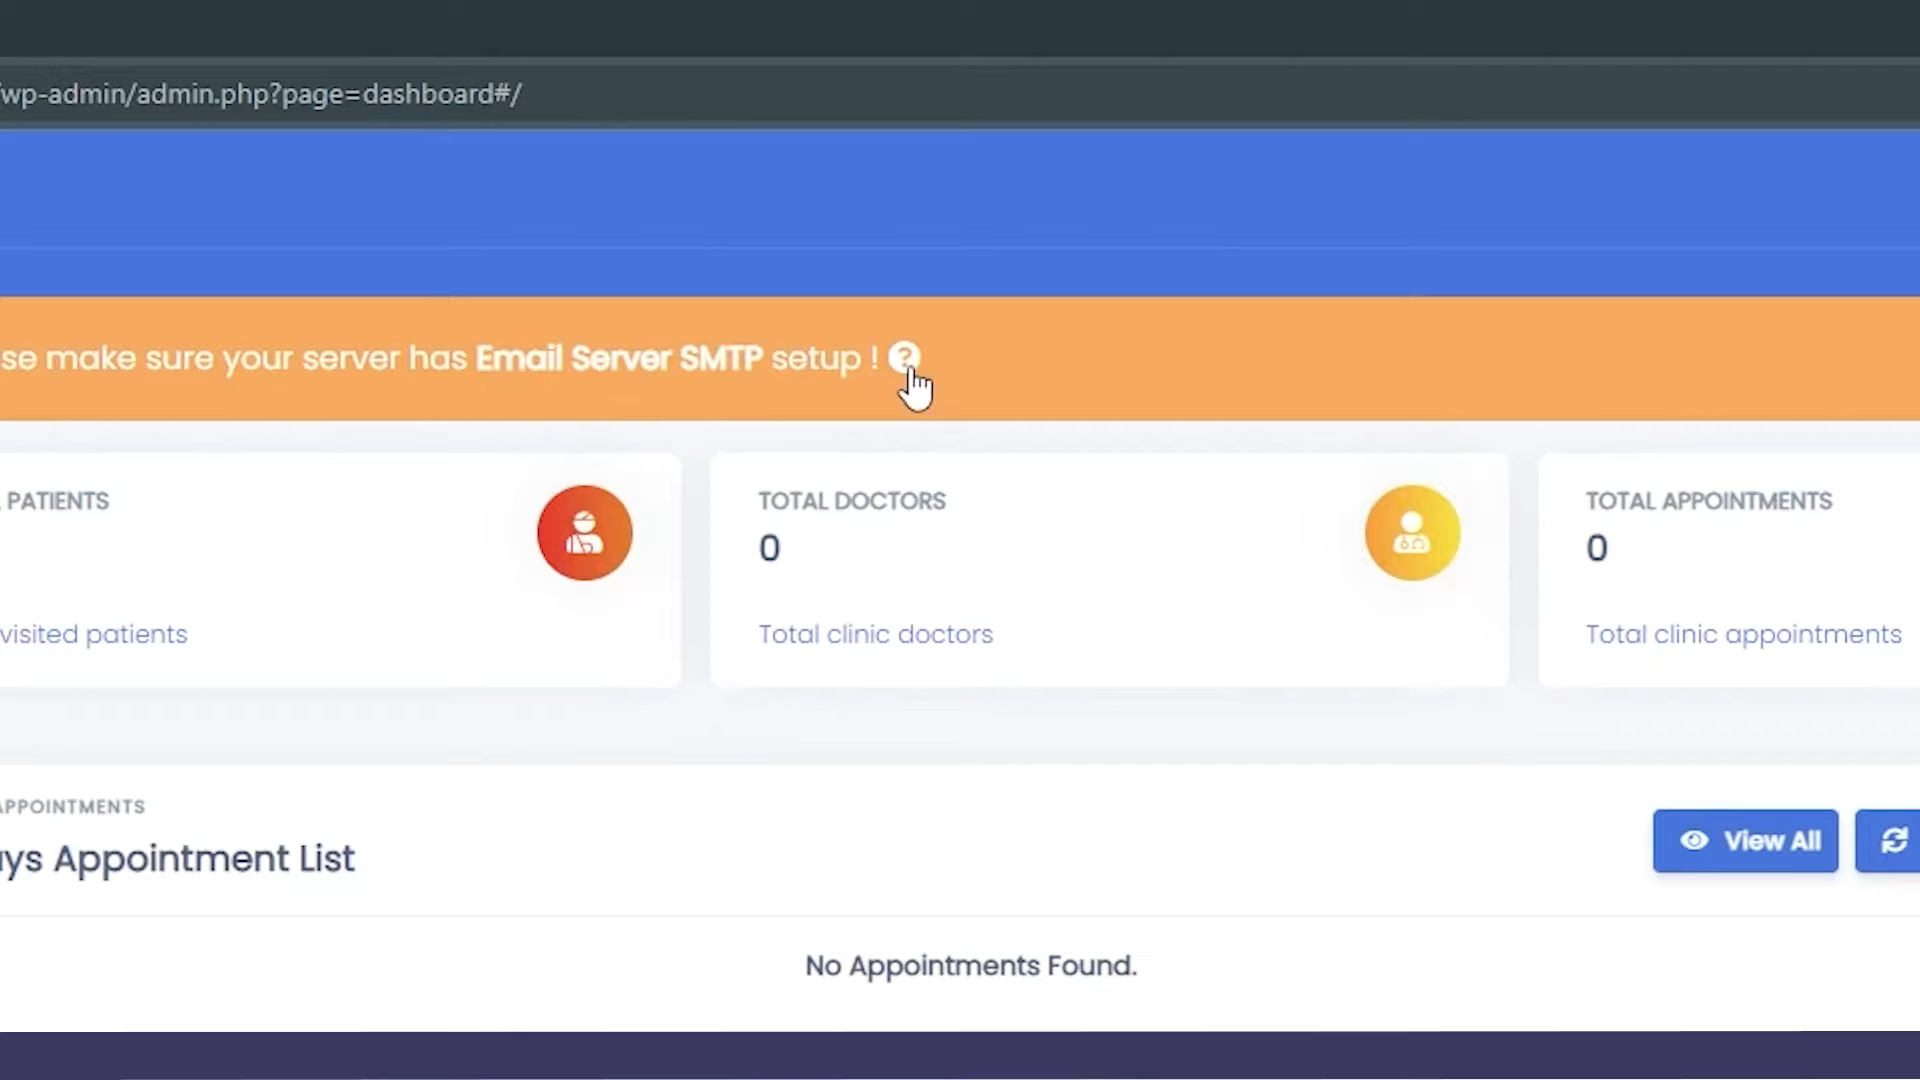 wp-admin/admin.php?page=dashboard#/
se make sure your server has Email Server SMTP setup ! ?
PATIENTS
TOTAL DOCTORS
TOTAL APPOINTMENTS
0
0
visited patients
Total clinic doctors
Total clinic appointments
APPOINTMENTS
ys Appointment List
View All
No Appointments Found.